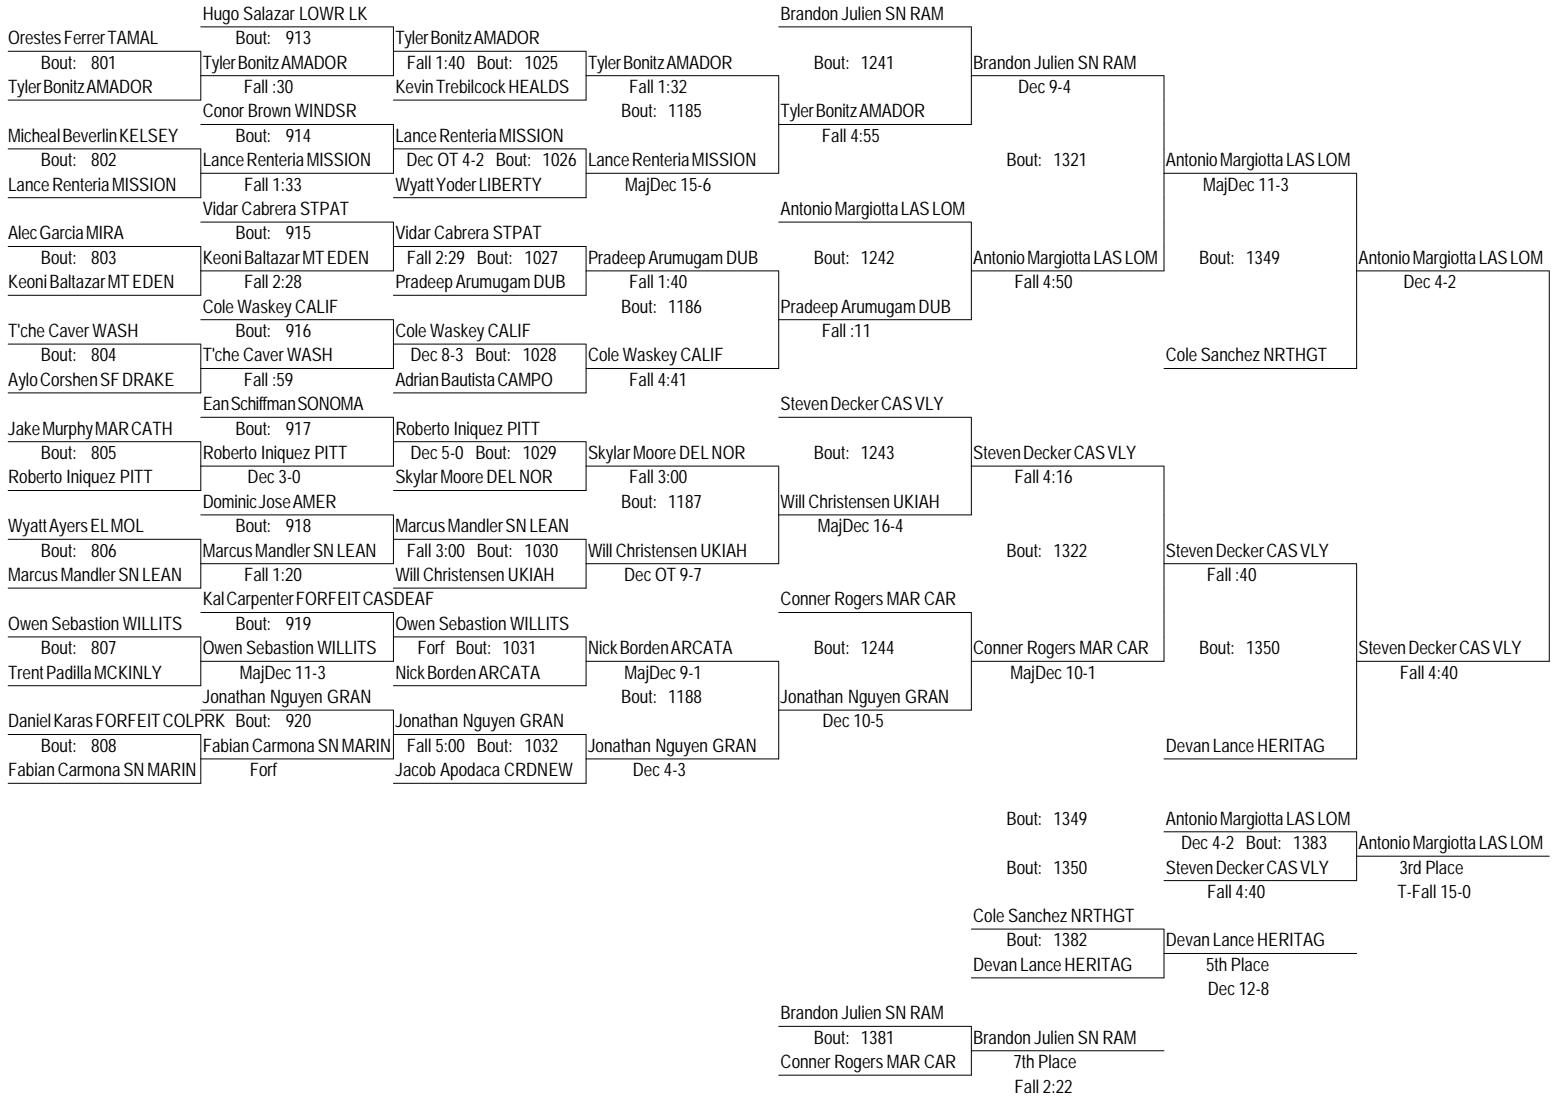 Hugo Salazar LOWR LK Brandon Julien SN RAM
Orestes Ferrer TAMAL Bout: 913 Tyler Bonitz AMADOR
Bout: 801 Tyler Bonitz AMADOR Fall 1:40 Bout: 1025 Tyler Bonitz AMADOR Bout: 1241 Brandon Julien SN RAM
Tyler Bonitz AMADOR Fall :30 Kevin Trebilcock HEALDS Fall 1:32 Dec 9-4
Conor Brown WINDSR Bout: 1185 Tyler Bonitz AMADOR
Micheal Beverlin KELSEY Bout: 914 Lance Renteria MISSION Fall 4:55
Bout: 802 Lance Renteria MISSION Dec OT 4-2 Bout: 1026 Lance Renteria MISSION Bout: 1321 Antonio Margiotta LAS LOM
Lance Renteria MISSION Fall 1:33 Wyatt Yoder LIBERTY MajDec 15-6 MajDec 11-3
Vidar Cabrera STPAT Antonio Margiotta LAS LOM
Alec Garcia MIRA Bout: 915 Vidar Cabrera STPAT
Bout: 803 Keoni Baltazar MT EDEN Fall 2:29 Bout: 1027 Pradeep Arumugam DUB Bout: 1242 Antonio Margiotta LAS LOM Bout: 1349 Antonio Margiotta LAS LOM
Keoni Baltazar MT EDEN Fall 2:28 Pradeep Arumugam DUB Fall 1:40 Fall 4:50 Dec 4-2
Cole Waskey CALIF Bout: 1186 Pradeep Arumugam DUB
T'che Caver WASH Bout: 916 Cole Waskey CALIF Fall :11
Bout: 804 T'che Caver WASH Dec 8-3 Bout: 1028 Cole Waskey CALIF Cole Sanchez NRTHGT
Aylo Corshen SF DRAKE Fall :59 Adrian Bautista CAMPO Fall 4:41
Ean Schiffman SONOMA Steven Decker CAS VLY
Jake Murphy MAR CATH Bout: 917 Roberto Iniquez PITT
Bout: 805 Roberto Iniquez PITT Dec 5-0 Bout: 1029 Skylar Moore DEL NOR Bout: 1243 Steven Decker CAS VLY
Roberto Iniquez PITT Dec 3-0 Skylar Moore DEL NOR Fall 3:00 Fall 4:16
Dominic Jose AMER Bout: 1187 Will Christensen UKIAH
Wyatt Ayers EL MOL Bout: 918 Marcus Mandler SN LEAN MajDec 16-4
Bout: 806 Marcus Mandler SN LEAN Fall 3:00 Bout: 1030 Will Christensen UKIAH Bout: 1322 Steven Decker CAS VLY
Marcus Mandler SN LEAN Fall 1:20 Will Christensen UKIAH Dec OT 9-7 Fall :40
Kal Carpenter FORFEIT CASDEAF Conner Rogers MAR CAR
Owen Sebastion WILLITS Bout: 919 Owen Sebastion WILLITS
Bout: 807 Owen Sebastion WILLITS Forf Bout: 1031 Nick Borden ARCATA Bout: 1244 Conner Rogers MAR CAR Bout: 1350 Steven Decker CAS VLY
Trent Padilla MCKINLY MajDec 11-3 Nick Borden ARCATA MajDec 9-1 MajDec 10-1 Fall 4:40
Jonathan Nguyen GRAN Bout: 1188 Jonathan Nguyen GRAN
Daniel Karas FORFEIT COLPRK Bout: 920 Jonathan Nguyen GRAN Dec 10-5
Bout: 808 Fabian Carmona SN MARIN Fall 5:00 Bout: 1032 Jonathan Nguyen GRAN Devan Lance HERITAG
Fabian Carmona SN MARIN Forf Jacob Apodaca CRDNEW Dec 4-3
Bout: 1349 Antonio Margiotta LAS LOM
Dec 4-2 Bout: 1383 Antonio Margiotta LAS LOM
Bout: 1350 Steven Decker CAS VLY 3rd Place
Fall 4:40 T-Fall 15-0
Cole Sanchez NRTHGT
Bout: 1382 Devan Lance HERITAG
Devan Lance HERITAG 5th Place
Dec 12-8
Brandon Julien SN RAM
Bout: 1381 Brandon Julien SN RAM
Conner Rogers MAR CAR 7th Place
Fall 2:22